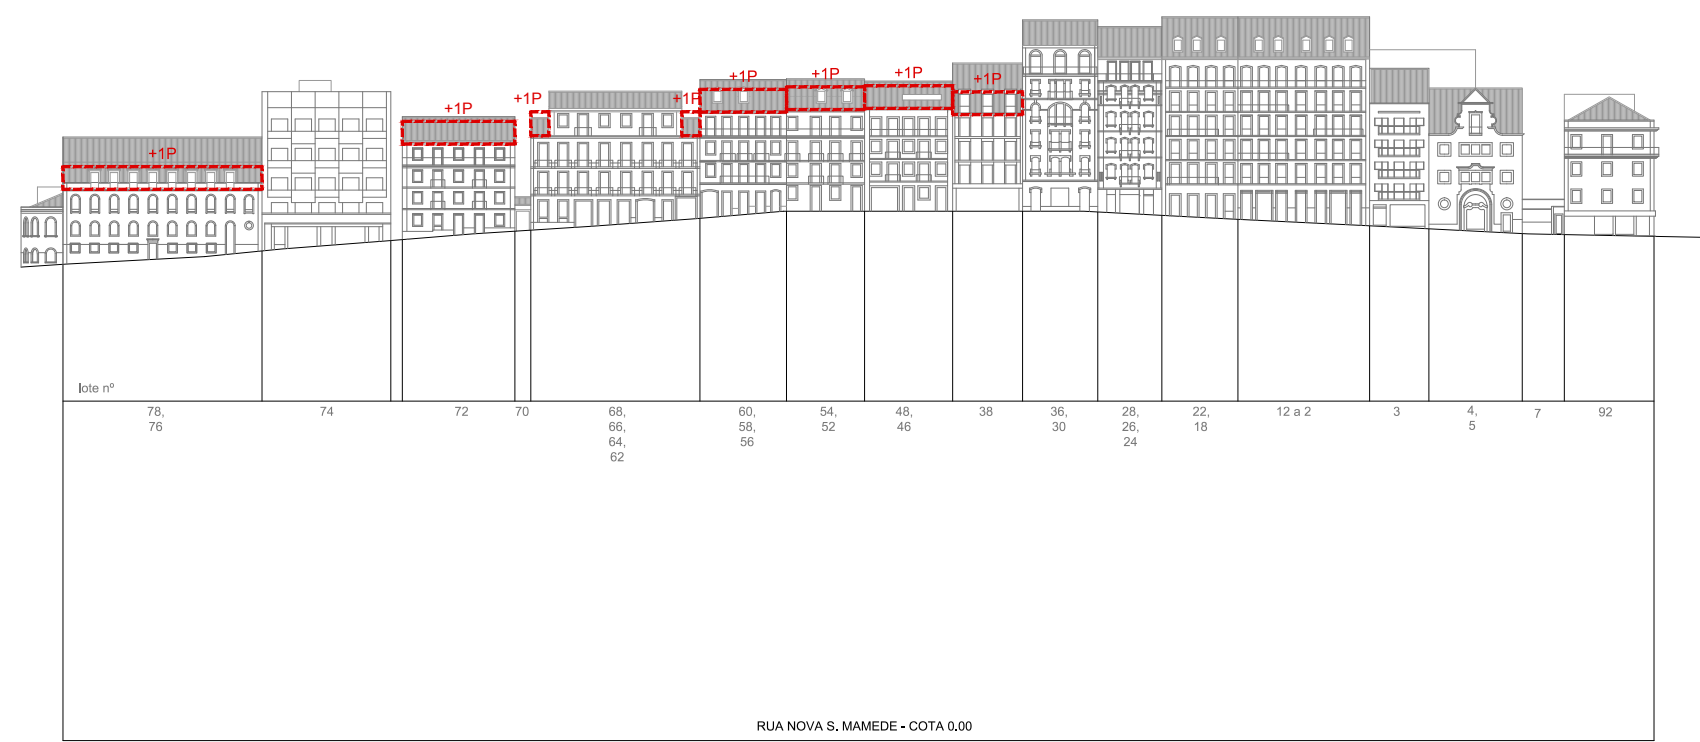 +1P
+1P
+1P
+1P
+1P
+1P
+1P
+1P
lote nº
78,
76
74
72
70
68,
66,
64,
62
60,
58,
56
54,
52
48,
46
38
36,
30
28,
26,
24
22,
18
12 a 2
3
4,
5
7
92
RUA NOVA S. MAMEDE - COTA 0.00